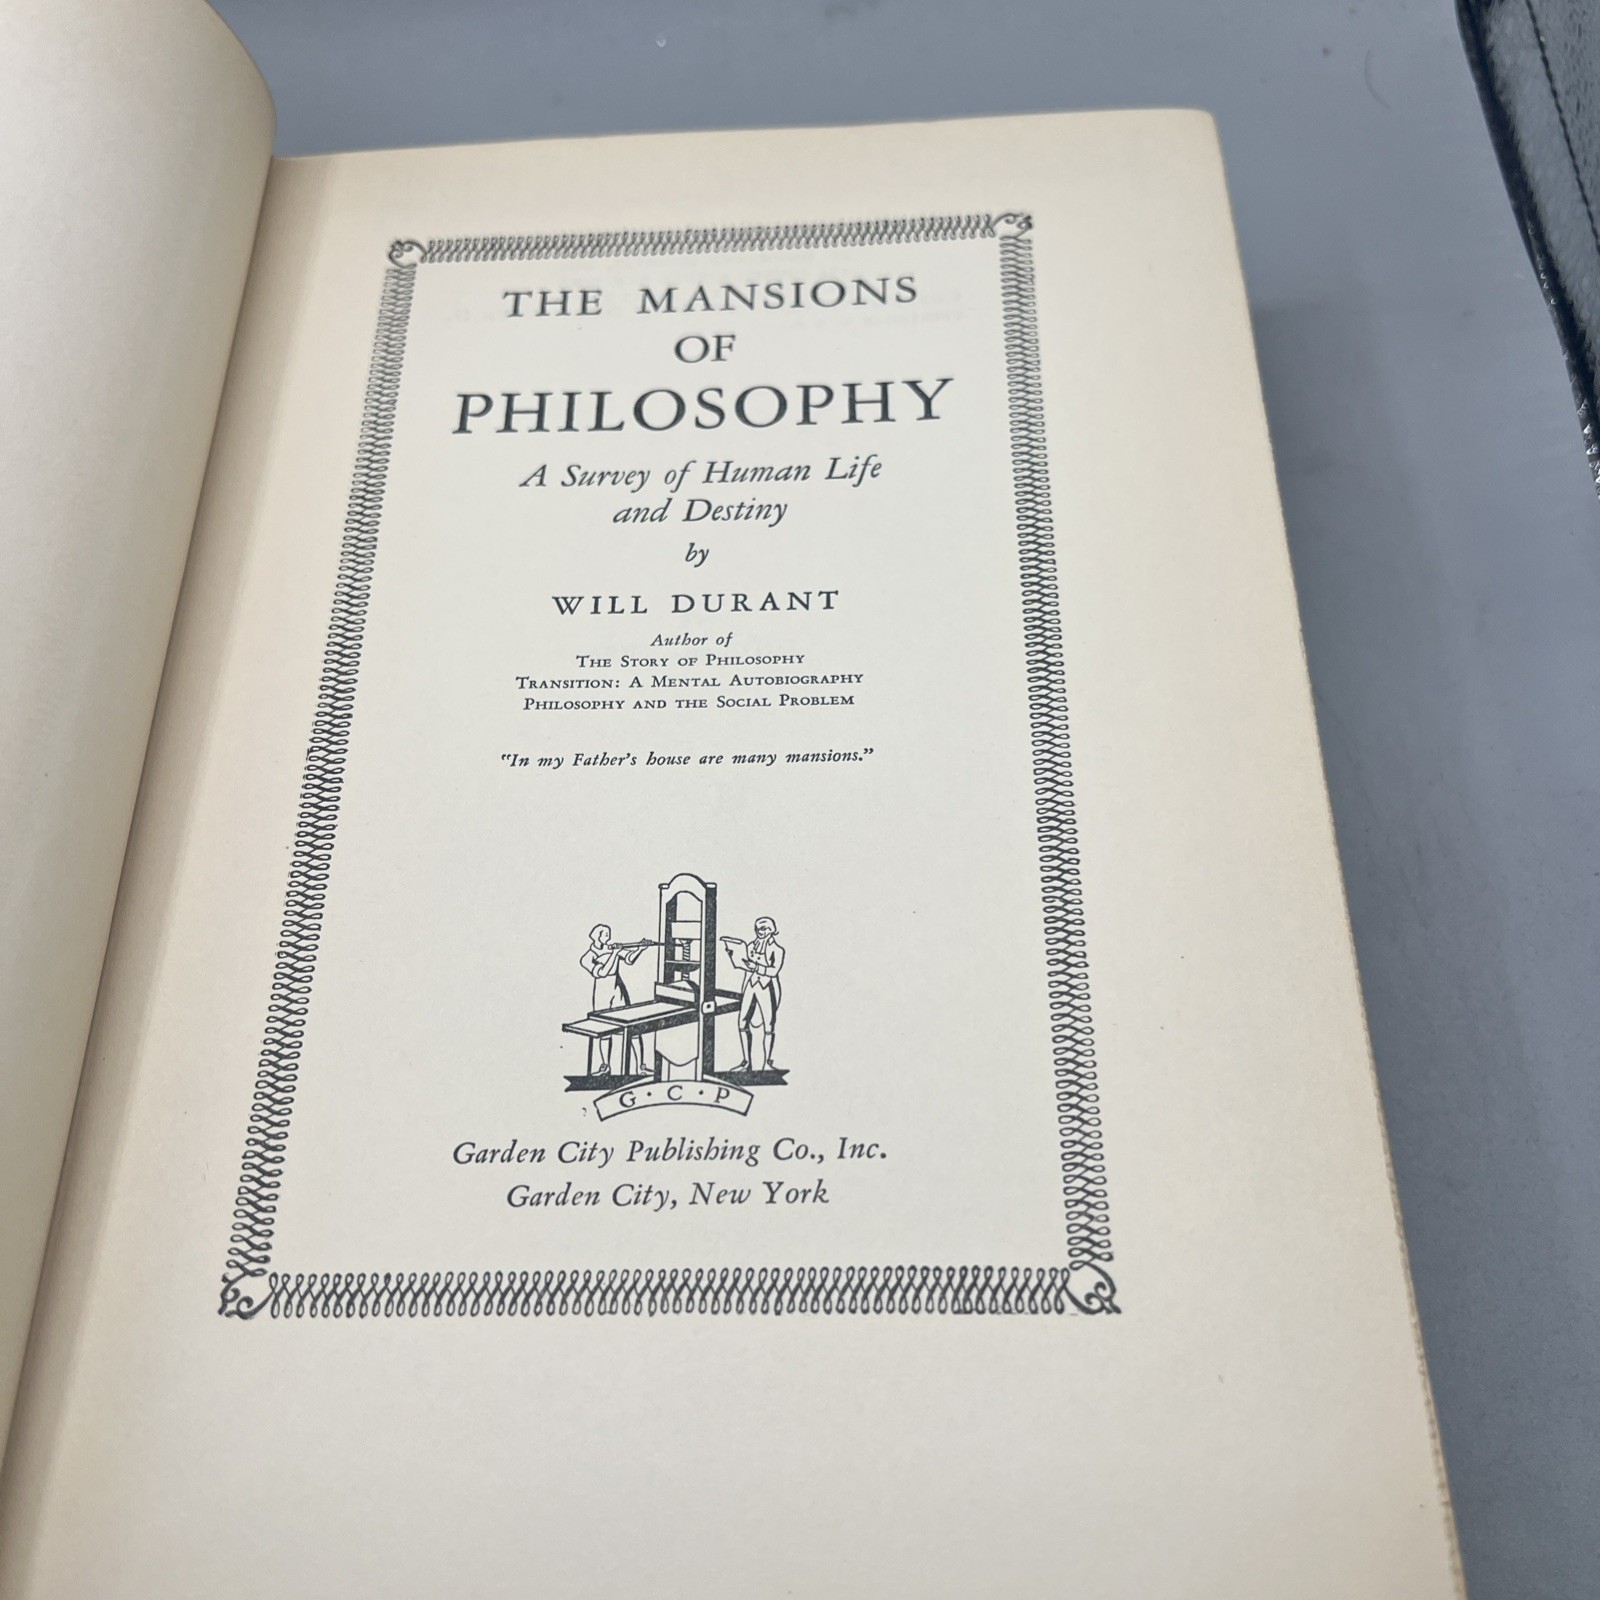 THE MANSIONS
OF
PHILOSOPHY
A Survey of Human Life
and Destiny
by
WILL DURANT
Author of
THE STORY OF PHILOSOPHY
TRANSITION: A MENTAL AUTOBIOGRAPHY
PHILOSOPHY AND THE SOCIAL PROBLEM
"In my Father's house are many mansions."
G · C · P
Garden City Publishing Co., Inc.
Garden City, New York